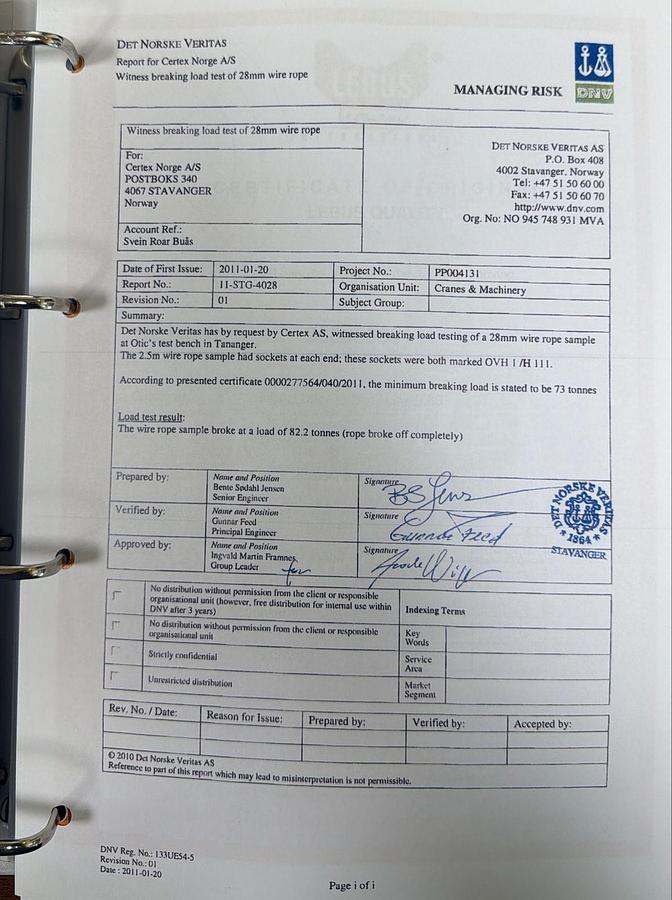 DET NORSKE VERITAS
Report for Certex Norge A/S
Witness breaking load test of 28mm wire rope
MANAGING RISK
DNV
Witness breaking load test of 28mm wire rope
For:
Certex Norge A/S
POSTBOKS 340
4067 STAVANGER
Norway
Account Ref.:
Svein Roar Buås
DET NORSKE VERITAS AS
P.O. Box 408
4002 Stavanger, Norway
Tel: +47 51 50 60 00
Fax: +47 51 50 60 70
http://www.dnv.com
Org. No: NO 945 748 931 MVA
Date of First Issue: 2011-01-20 Project No.: PP004131
Report No.: 11-STG-4028 Organisation Unit: Cranes & Machinery
Revision No.: 01 Subject Group:
Summary:
Det Norske Veritas has by request by Certex AS, witnessed breaking load testing of a 28mm wire rope sample
at Otic's test bench in Tananger.
The 2.5m wire rope sample had sockets at each end; these sockets were both marked OVH 1 /H 111.
According to presented certificate 0000277564/040/2011, the minimum breaking load is stated to be 73 tonnes
Load test result:
The wire rope sample broke at a load of 82.2 tonnes (rope broke off completely)
Prepared by: Name and Position Signature
Bente Sødahl Jensen
Senior Engineer
Verified by: Name and Position Signature
Gunnar Feed
Principal Engineer
Approved by: Name and Position Signature
Ingvald Martin Framnes
Group Leader for
DET NORSKE VERITAS
1864
STAVANGER
No distribution without permission from the client or responsible
organisational unit (however, free distribution for internal use within
DNV after 3 years)
No distribution without permission from the client or responsible
organisational unit
Strictly confidential
Unrestricted distribution
Indexing Terms
Key
Words
Service
Area
Market
Segment
Rev. No. / Date: Reason for Issue: Prepared by: Verified by: Accepted by:
© 2010 Det Norske Veritas AS
Reference to part of this report which may lead to misinterpretation is not permissible.
DNV Reg. No.: 133UE54-5
Revision No.: 01
Date : 2011-01-20
Page i of i